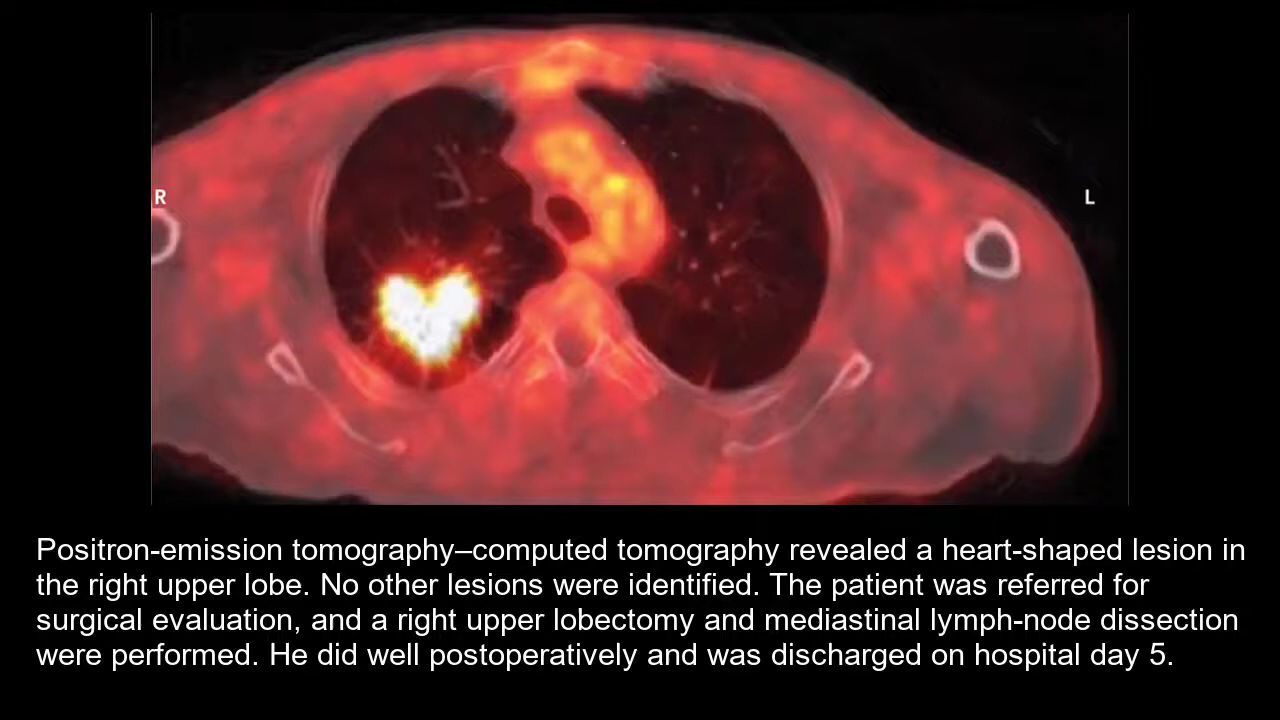 R
L
Positron-emission tomography–computed tomography revealed a heart-shaped lesion in
the right upper lobe. No other lesions were identified. The patient was referred for
surgical evaluation, and a right upper lobectomy and mediastinal lymph-node dissection
were performed. He did well postoperatively and was discharged on hospital day 5.